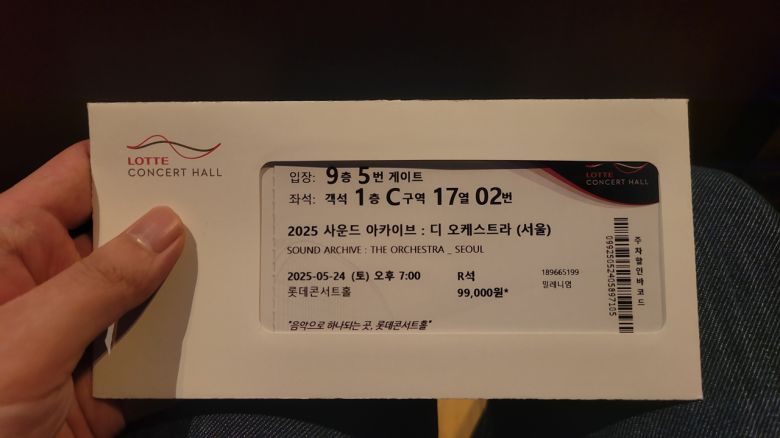 LOTTE
CONCERT HALL
LOTTE
CONCERT HALL
입장: 9층 5번 게이트
좌석: 객석 1층 C구역 17열 02번
2025 사운드 아카이브 : 디 오케스트라 (서울)
SOUND ARCHIVE : THE ORCHESTRA _ SEOUL
2025-05-24 (토) 오후 7:00 R석 189665199
롯데콘서트홀 99,000원* 밀레니엄
"음악으로 하나되는 곳, 롯데콘서트홀"
09925052405897105
주차할인바코드